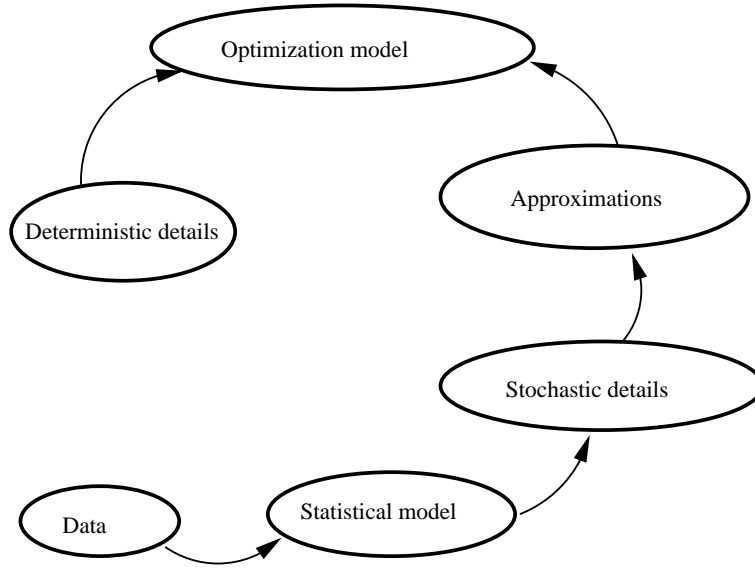 Optimization model
Approximations
Deterministic details
Stochastic details
Statistical model
Data